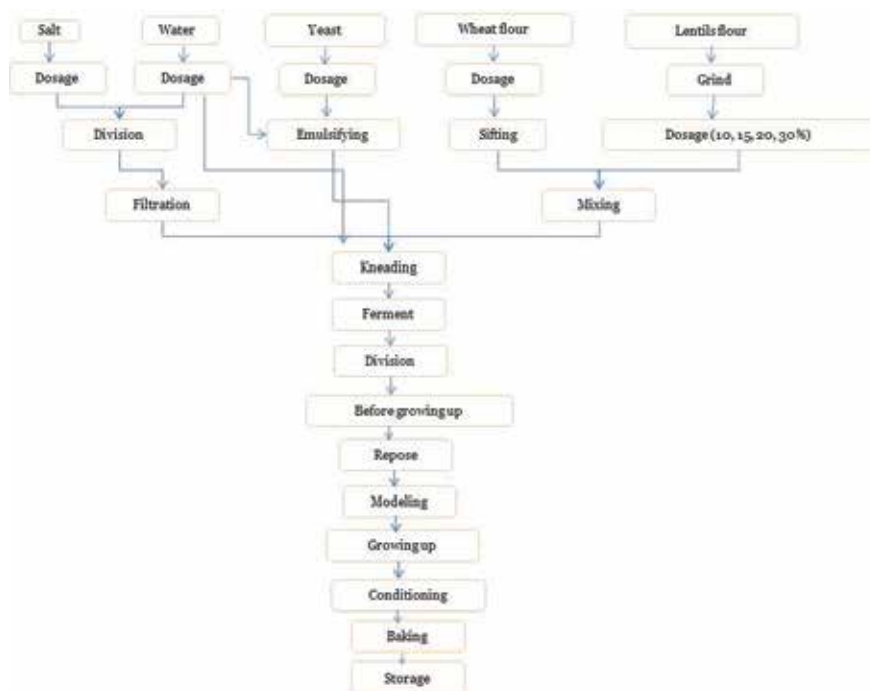 Salt
Water
Yeast
Wheat flour
Lentils flour
Dosage
Dosage
Dosage
Dosage
Grind
Division
Emulsifying
Sifting
Dosage (10, 15, 20, 30%)
Filtration
Mixing
Kneading
Ferment
Division
Before growing up
Repose
Modeling
Growing up
Conditioning
Baking
Storage